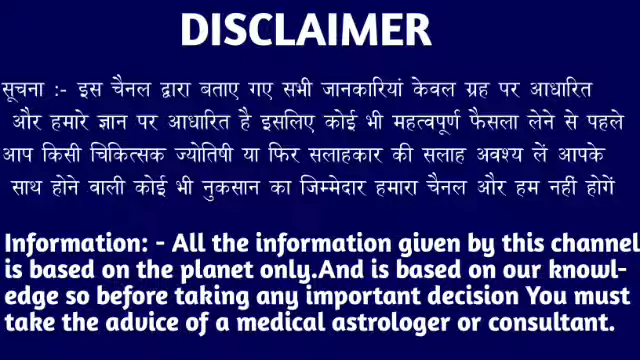 DISCLAIMER
सूचना :- इस चैनल द्वारा बताए गए सभी जानकारियां केवल ग्रह पर आधारित
और हमारे ज्ञान पर आधारित है इसलिए कोई भी महत्वपूर्ण फैसला लेने से पहले
आप किसी चिकित्सक ज्योतिषी या फिर सलाहकार की सलाह अवश्य लें आपके
साथ होने वाली कोई भी नुकसान का जिम्मेदार हमारा चैनल और हम नहीं होगें
Information: - All the information given by this channel
is based on the planet only.And is based on our knowl-
edge so before taking any important decision You must
take the advice of a medical astrologer or consultant.